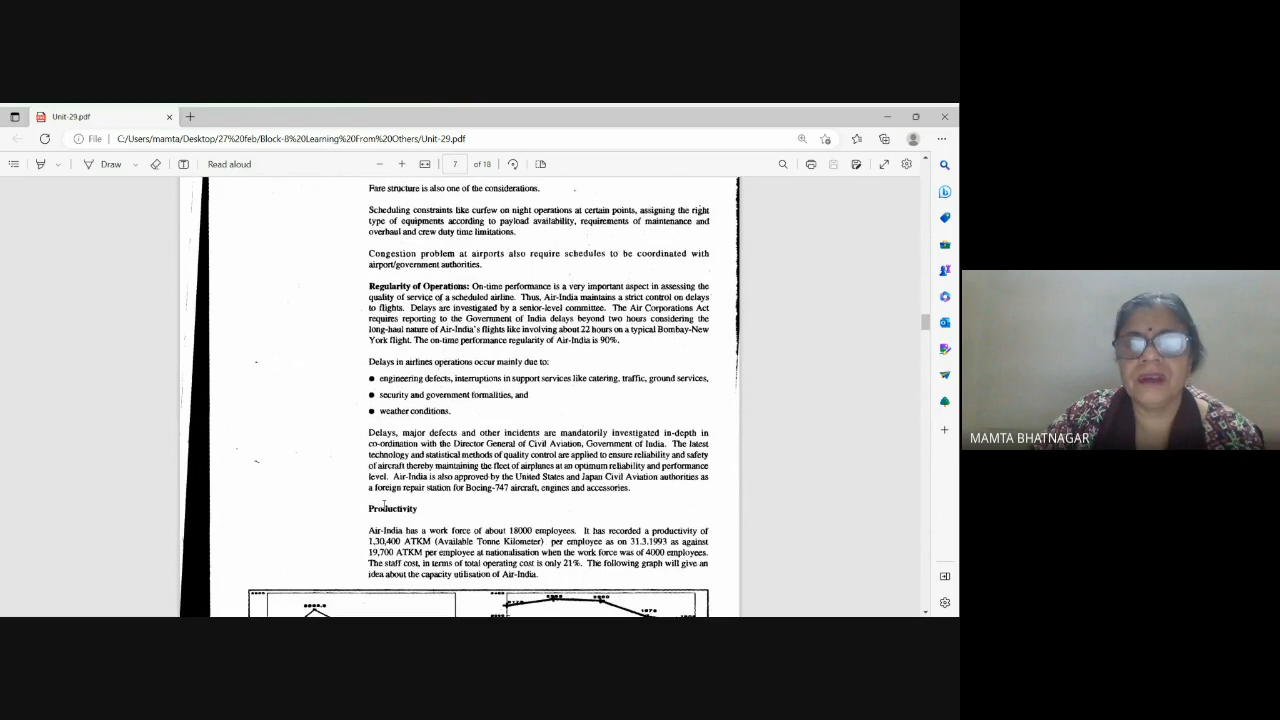 Unit-29.pdf
File
C:/Users/mamta/Desktop/27%20feb/Block-8%20Learning%20From%20Others/Unit-29.pdf
Draw
Read aloud
7 of 18
Fare structure is also one of the considerations.
Scheduling constraints like curfew on night operations at certain points, assigning the right
type of equipments according to payload availability, requirements of maintenance and
overhaul and crew duty time limitations.
Congestion problem at airports also require schedules to be coordinated with
airport/government authorities.
Regularity of Operations: On-time performance is a very important aspect in assessing the
quality of service of a scheduled airline. Thus, Air-India maintains a strict control on delays
to flights. Delays are investigated by a senior-level committee. The Air Corporations Act
requires reporting to the Government of India delays beyond two hours considering the
long-haul nature of Air-India's flights like involving about 22 hours on a typical Bombay-New
York flight. The on-time performance regularity of Air-India is 90%.
Delays in airlines operations occur mainly due to:
● engineering defects, interruptions in support services like catering, traffic, ground services,
● security and government formalities, and
● weather conditions.
Delays, major defects and other incidents are mandatorily investigated in-depth in
co-ordination with the Director General of Civil Aviation, Government of India. The latest
technology and statistical methods of quality control are applied to ensure reliability and safety
of aircraft thereby maintaining the fleet of airplanes at an optimum reliability and performance
level. Air-India is also approved by the United States and Japan Civil Aviation authorities as
a foreign repair station for Boeing-747 aircraft, engines and accessories.
Productivity
Air-India has a work force of about 18000 employees. It has recorded a productivity of
1,30,400 ATKM (Available Tonne Kilometer) per employee as on 31.3.1993 as against
19,700 ATKM per employee at nationalisation when the work force was of 4000 employees.
The staff cost, in terms of total operating cost is only 21%. The following graph will give an
idea about the capacity utilisation of Air-India.
MAMTA BHATNAGAR